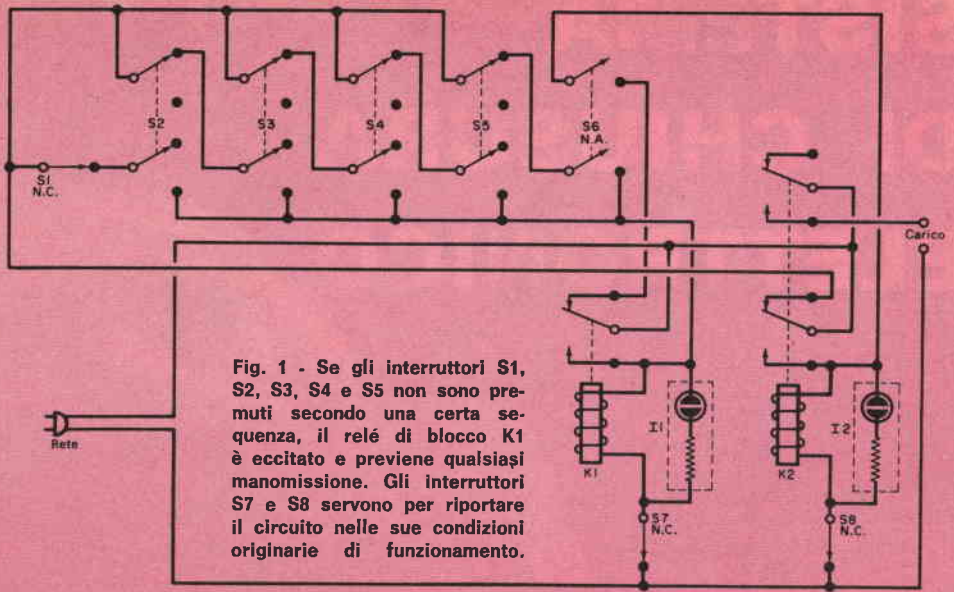 S2
S3
S4
S5
S6
N.A.
S1
N.C.
Carico
Fig. 1 - Se gli interruttori S1,
S2, S3, S4 e S5 non sono pre-
muti secondo una certa se-
quenza, il relé di blocco K1
è eccitato e previene qualsiasi
manomissione. Gli interruttori
S7 e S8 servono per riportare
il circuito nelle sue condizioni
originarie di funzionamento.
Rete
I1
I2
K1
K2
S7
N.C.
S8
N.C.